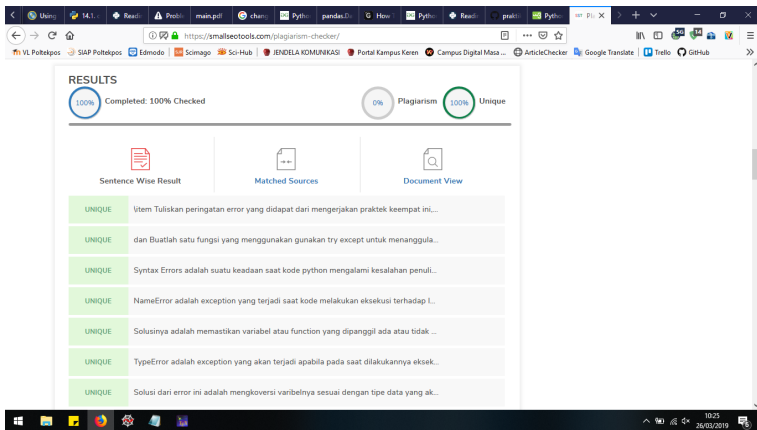 Using
14.1. c
Readi
Proble
main.pdf
chang
Pytho
pandas.Da
How T
Pytho
Readi
prakti
Pytho
Pl
https://smallseotools.com/plagiarism-checker/
VL Poltekpos
SIAP Poltekpos
Edmodo
Scimago
Sci-Hub
JENDELA KOMUNIKASI
Portal Kampus Keren
Campus Digital Masa ...
ArticleChecker
Google Translate
Trello
GitHub
RESULTS
100% Completed: 100% Checked
0% Plagiarism 100% Unique
Sentence Wise Result
Matched Sources
Document View
UNIQUE \item Tuliskan peringatan error yang didapat dari mengerjakan praktek keempat ini,...
UNIQUE dan Buatlah satu fungsi yang menggunakan gunakan try except untuk menanggula...
UNIQUE Syntax Errors adalah suatu keadaan saat kode python mengalami kesalahan penuli...
UNIQUE NameError adalah exception yang terjadi saat kode melakukan eksekusi terhadap l...
UNIQUE Solusinya adalah memastikan variabel atau function yang dipanggil ada atau tidak ...
UNIQUE TypeError adalah exception yang akan terjadi apabila pada saat dilakukannya eksek...
UNIQUE Solusi dari error ini adalah mengkoversi varibelnya sesuai dengan tipe data yang ak...
10:25
26/03/2019